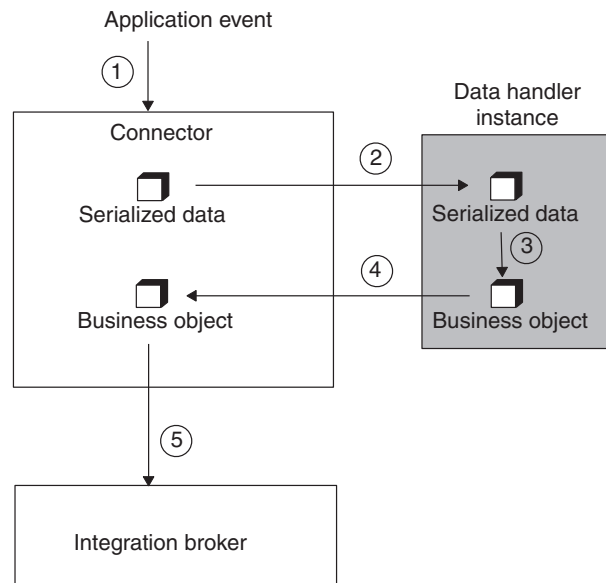 Application event
1
Data handler
instance
Connector
2
Serialized data
Serialized data
3
4
Business object
Business object
5
Integration broker